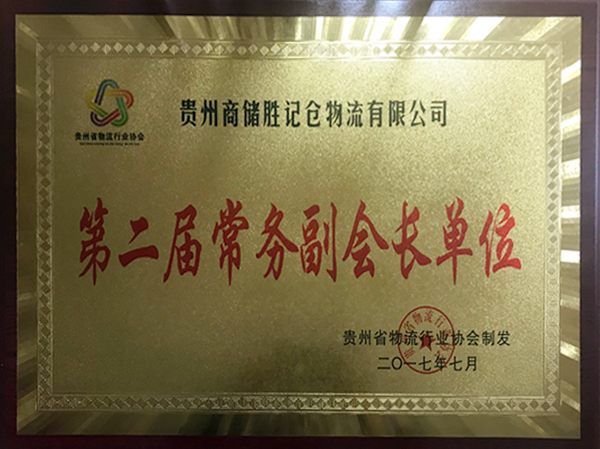 贵州省物流行业协会
贵州商储胜记仓物流有限公司
第二届常务副会长单位
贵州省物流行业协会制发
二〇一七年七月